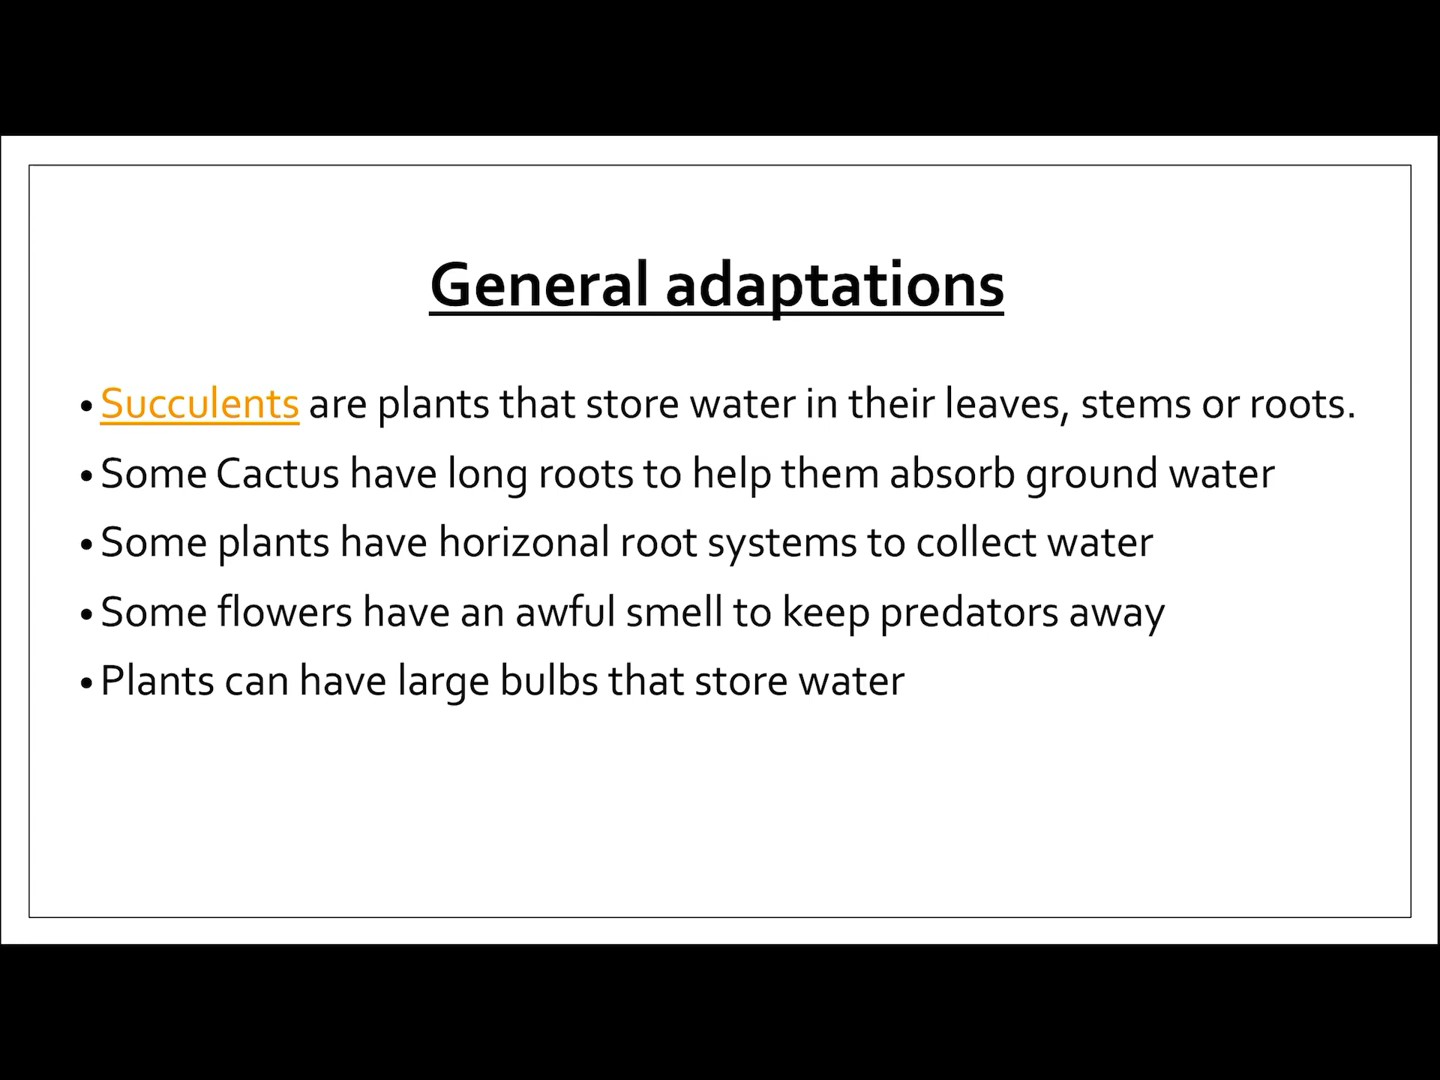 General adaptations
• Succulents are plants that store water in their leaves, stems or roots.
• Some Cactus have long roots to help them absorb ground water
• Some plants have horizonal root systems to collect water
• Some flowers have an awful smell to keep predators away
• Plants can have large bulbs that store water